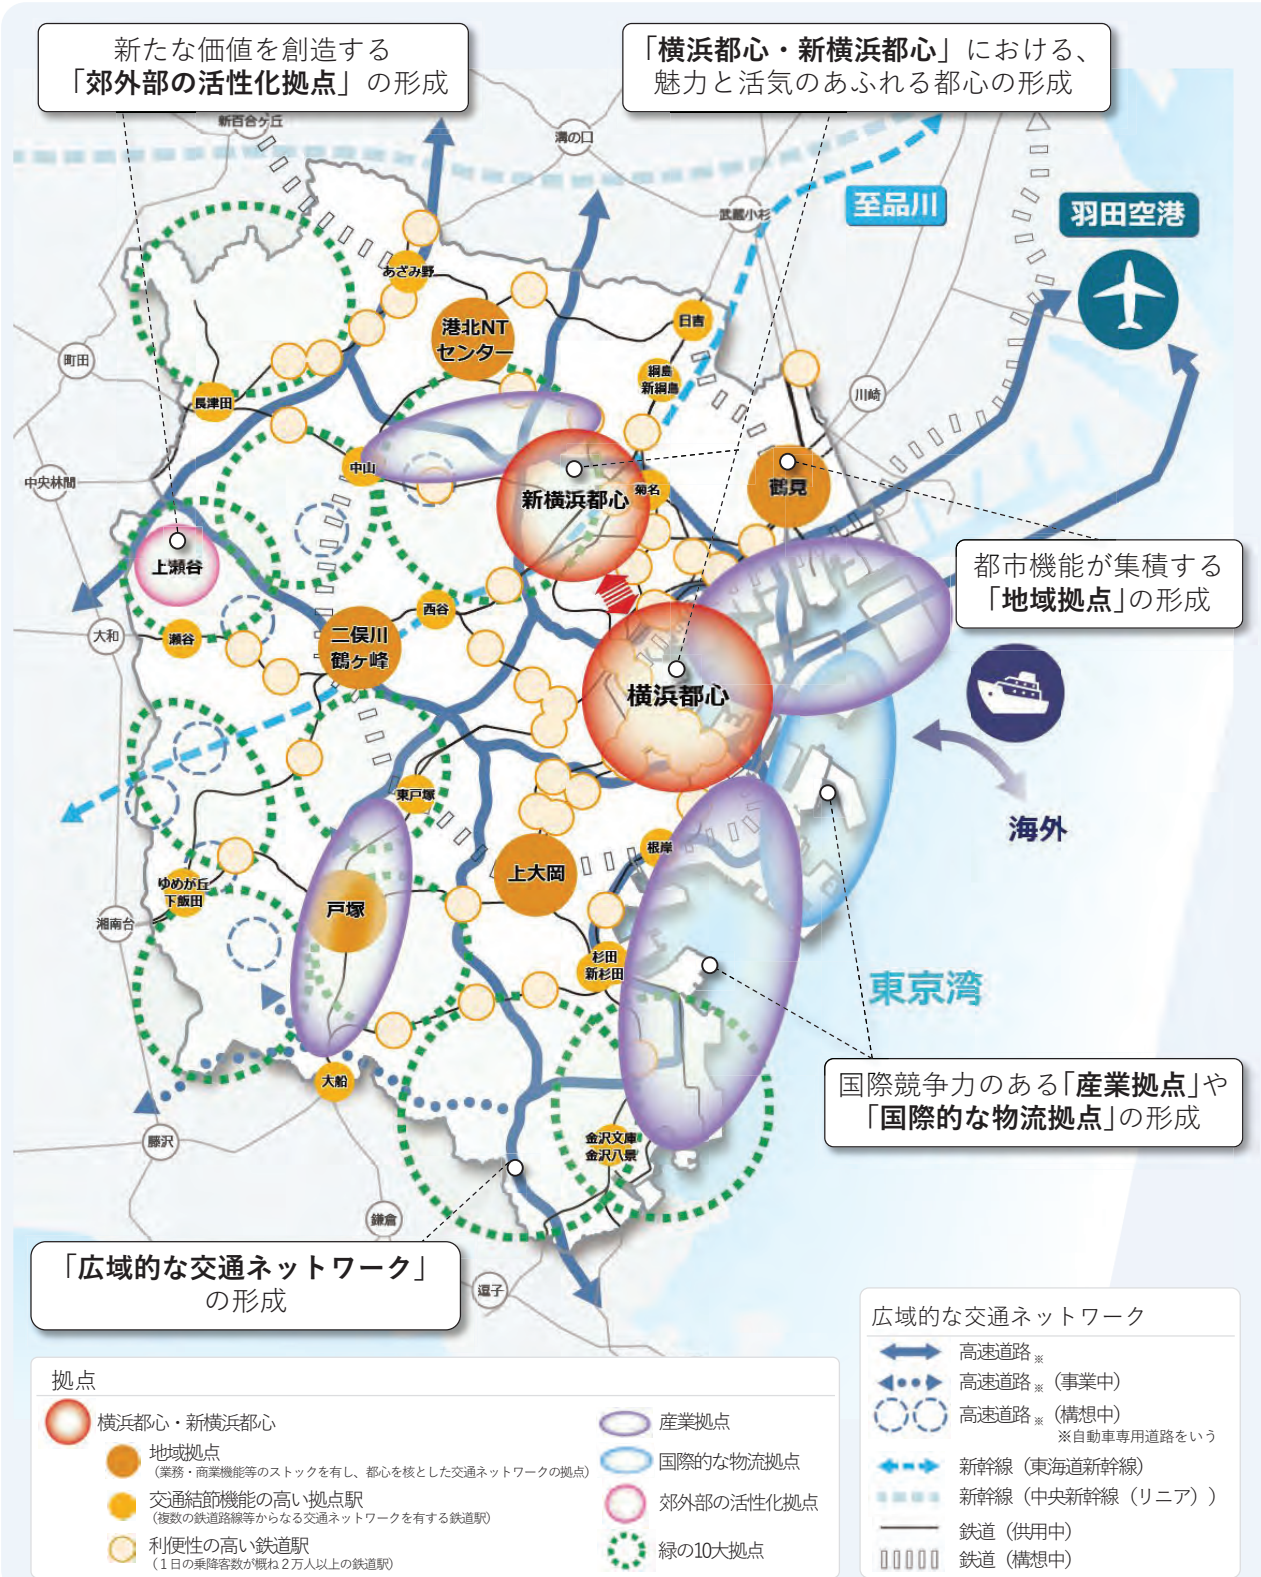 新たな価値を創造する
「郊外部の活性化拠点」の形成
「横浜都心・新横浜都心」における、
魅力と活気のあふれる都心の形成
新百合ヶ丘
溝の口
武蔵小杉
至品川
羽田空港
あざみ野
港北NT
センター
日吉
綱島
新綱島
町田
長津田
川崎
中山
中央林間
新横浜都心
菊名
鶴見
上瀬谷
都市機能が集積する
「地域拠点」の形成
大和
瀬谷
西谷
二俣川
鶴ヶ峰
横浜都心
東戸塚
海外
根岸
上大岡
ゆめが丘
下飯田
戸塚
湘南台
杉田
新杉田
東京湾
大船
国際競争力のある「産業拠点」や
「国際的な物流拠点」の形成
藤沢
金沢文庫
金沢八景
鎌倉
「広域的な交通ネットワーク」
の形成
逗子
拠点
横浜都心・新横浜都心
地域拠点
(業務・商業機能等のストックを有し、都心を核とした交通ネットワークの拠点)
交通結節機能の高い拠点駅
(複数の鉄道路線等からなる交通ネットワークを有する鉄道駅)
利便性の高い鉄道駅
(1日の乗降客数が概ね2万人以上の鉄道駅)
産業拠点
国際的な物流拠点
郊外部の活性化拠点
緑の10大拠点
広域的な交通ネットワーク
高速道路※
高速道路※(事業中)
高速道路※(構想中)
※自動車専用道路をいう
新幹線(東海道新幹線)
新幹線(中央新幹線(リニア))
鉄道(供用中)
鉄道(構想中)